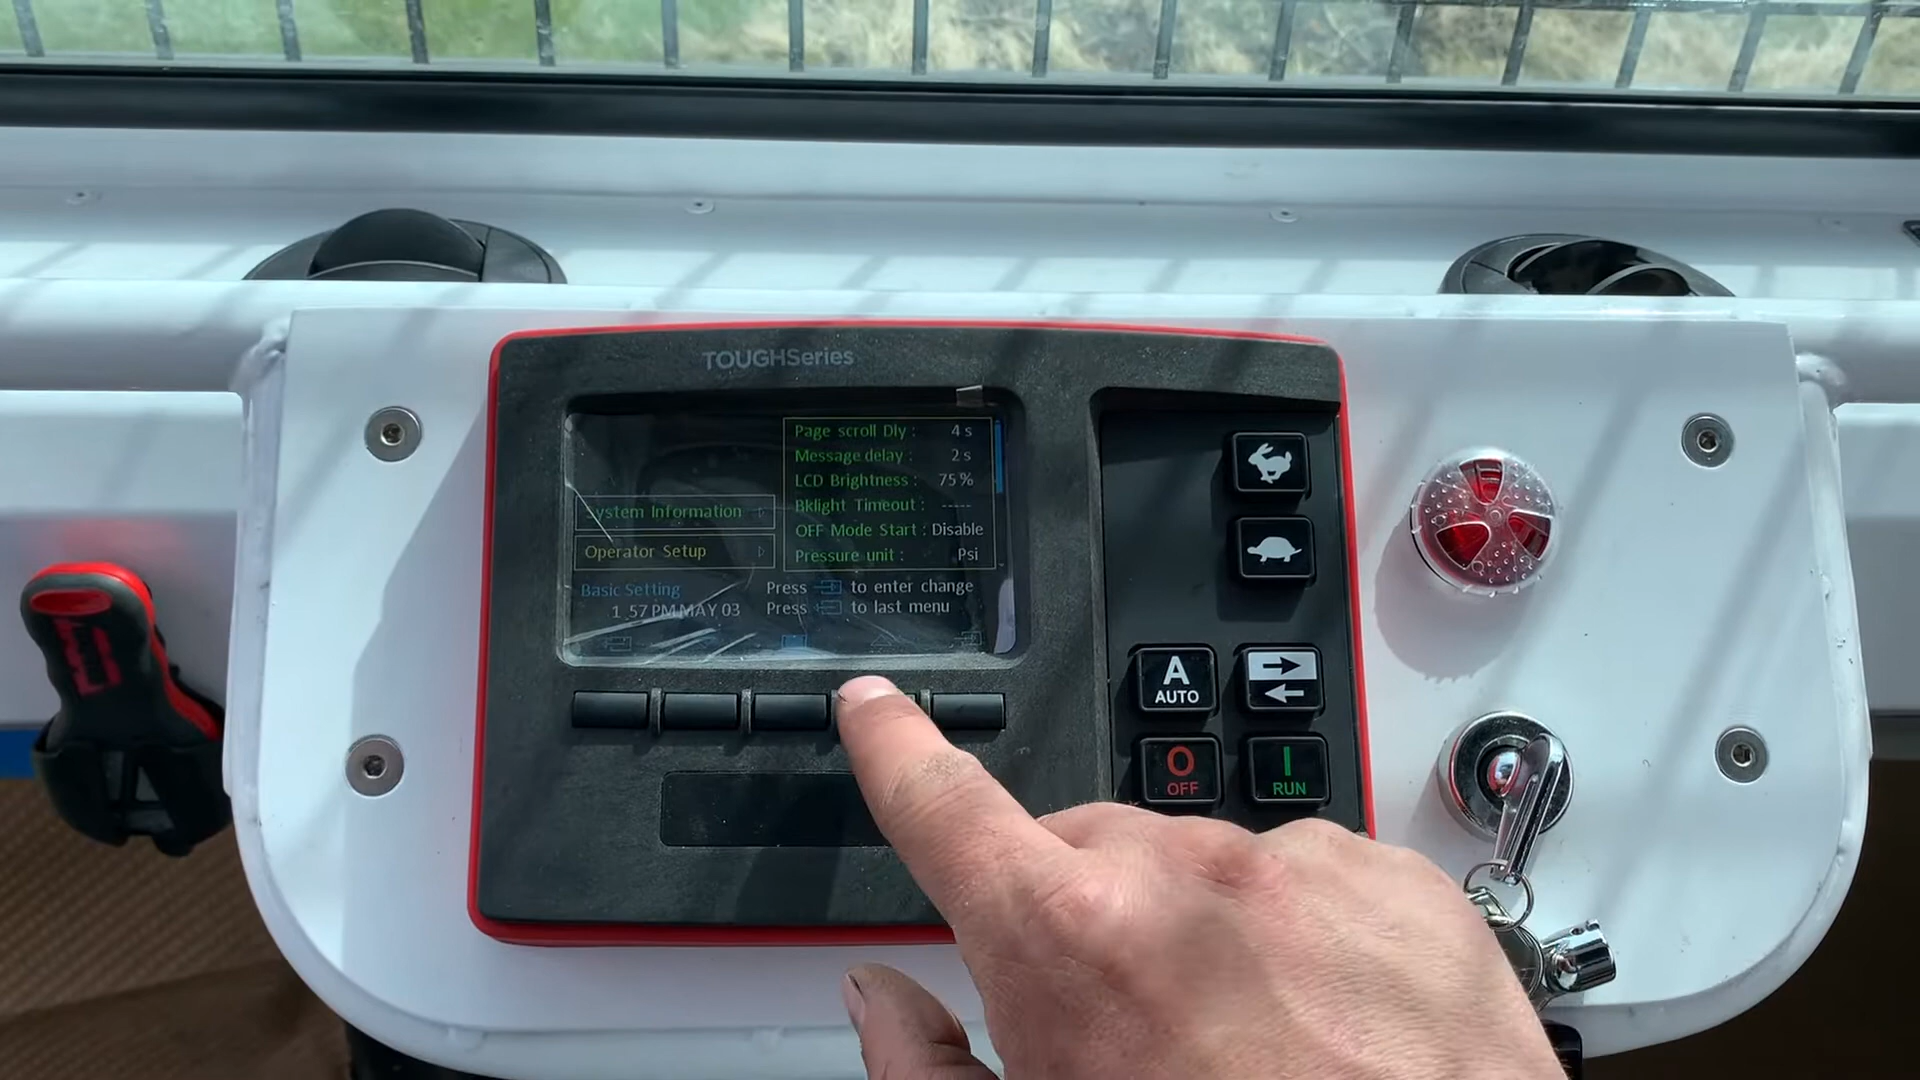 TOUGHSeries
Page scroll Dly : 4 s
Message delay : 2 s
LCD Brightness : 75 %
Bklight Timeout : -----
OFF Mode Start : Disable
Pressure unit : Psi
System Information
Operator Setup
Basic Setting
1 57 PM MAY 03
Press to enter change
Press to last menu
A
AUTO
O
OFF
I
RUN